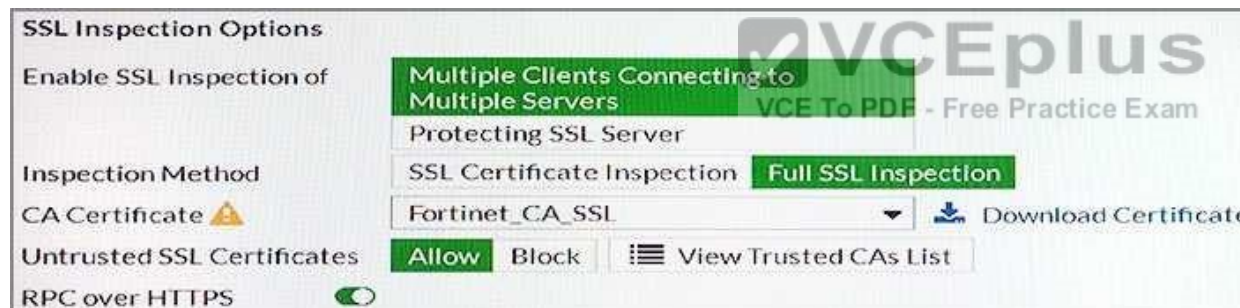 SSL Inspection Options
VCEplus
VCE To PDF - Free Practice Exam
Enable SSL Inspection of
Multiple Clients Connecting to
Multiple Servers
Protecting SSL Server
Inspection Method
SSL Certificate Inspection
Full SSL Inspection
CA Certificate
Fortinet_CA_SSL
Download Certificate
Untrusted SSL Certificates
Allow
Block
View Trusted CAs List
RPC over HTTPS